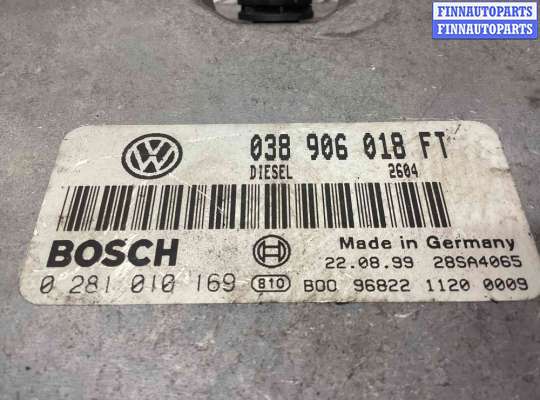 FINNAUTOPARTS
FINNAUTOPARTS
VW
038 906 018 FT
DIESEL 2604
BOSCH
Made in Germany
22.08.99 28SA4065
0 281 010 169 810 B00 96822 1120 0009